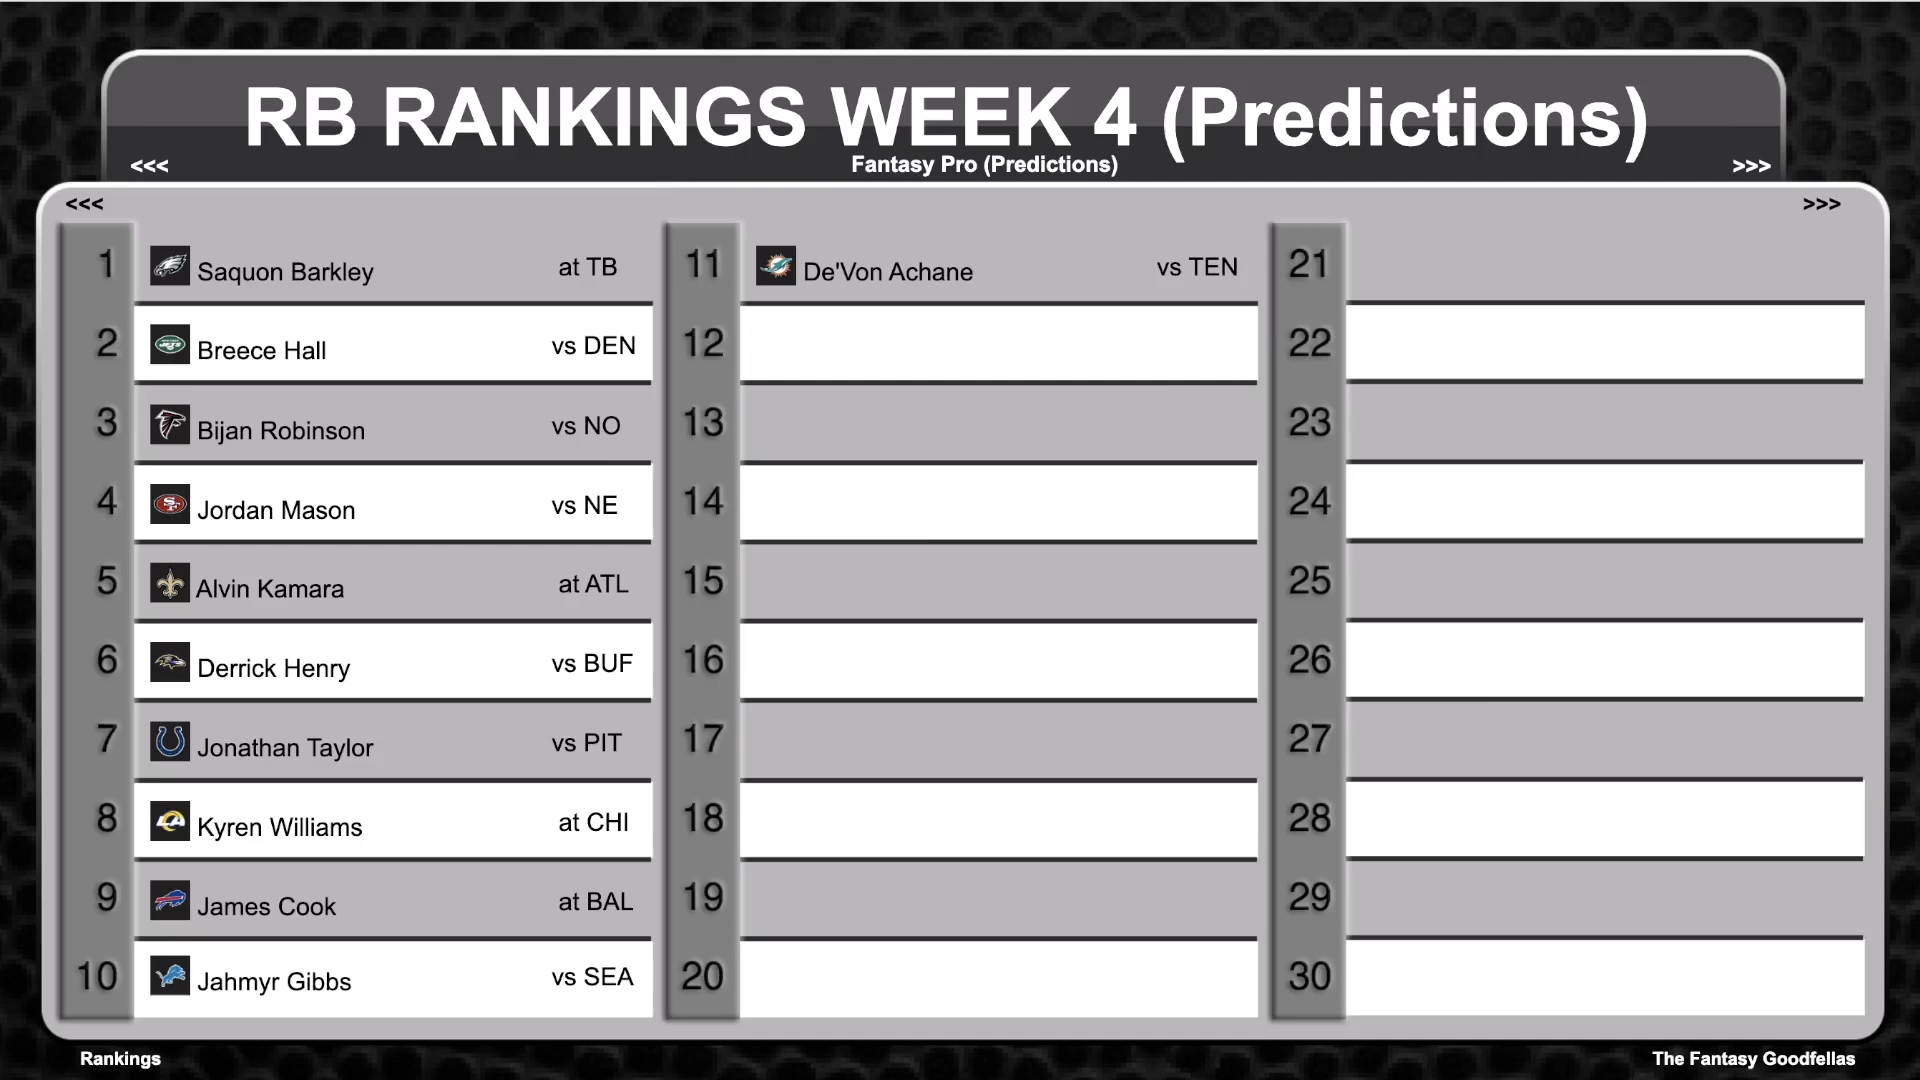 RB RANKINGS WEEK 4 (Predictions)
<<< Fantasy Pro (Predictions) >>>
<<< >>>
1 Saquon Barkley at TB
2 Breece Hall vs DEN
3 Bijan Robinson vs NO
4 Jordan Mason vs NE
5 Alvin Kamara at ATL
6 Derrick Henry vs BUF
7 Jonathan Taylor vs PIT
8 Kyren Williams at CHI
9 James Cook at BAL
10 Jahmyr Gibbs vs SEA
11 De'Von Achane vs TEN
12
13
14
15
16
17
18
19
20
21
22
23
24
25
26
27
28
29
30
Rankings
The Fantasy Goodfellas